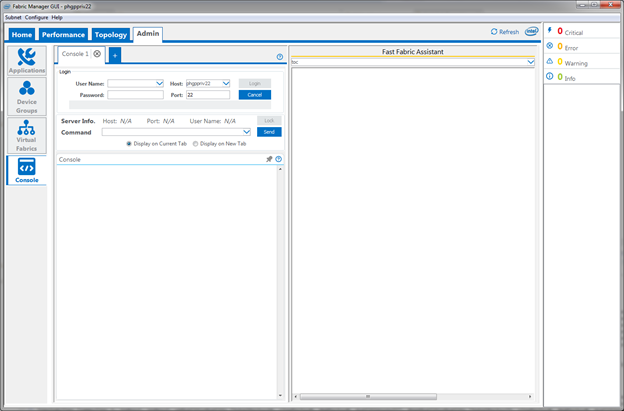 Fabric Manager GUI - phgppriv22
Subnet Configure Help
Home Performance Topology Admin
Refresh
intel
Applications
Device Groups
Virtual Fabrics
Console
Console 1
+
Login
User Name: Host: phgppriv22 Login
Password: Port: 22 Cancel
Server Info. Host: N/A Port: N/A User Name: N/A Lock
Command Send
Display on Current Tab Display on New Tab
Console
Fast Fabric Assistant
toc
0 Critical
0 Error
0 Warning
0 Info